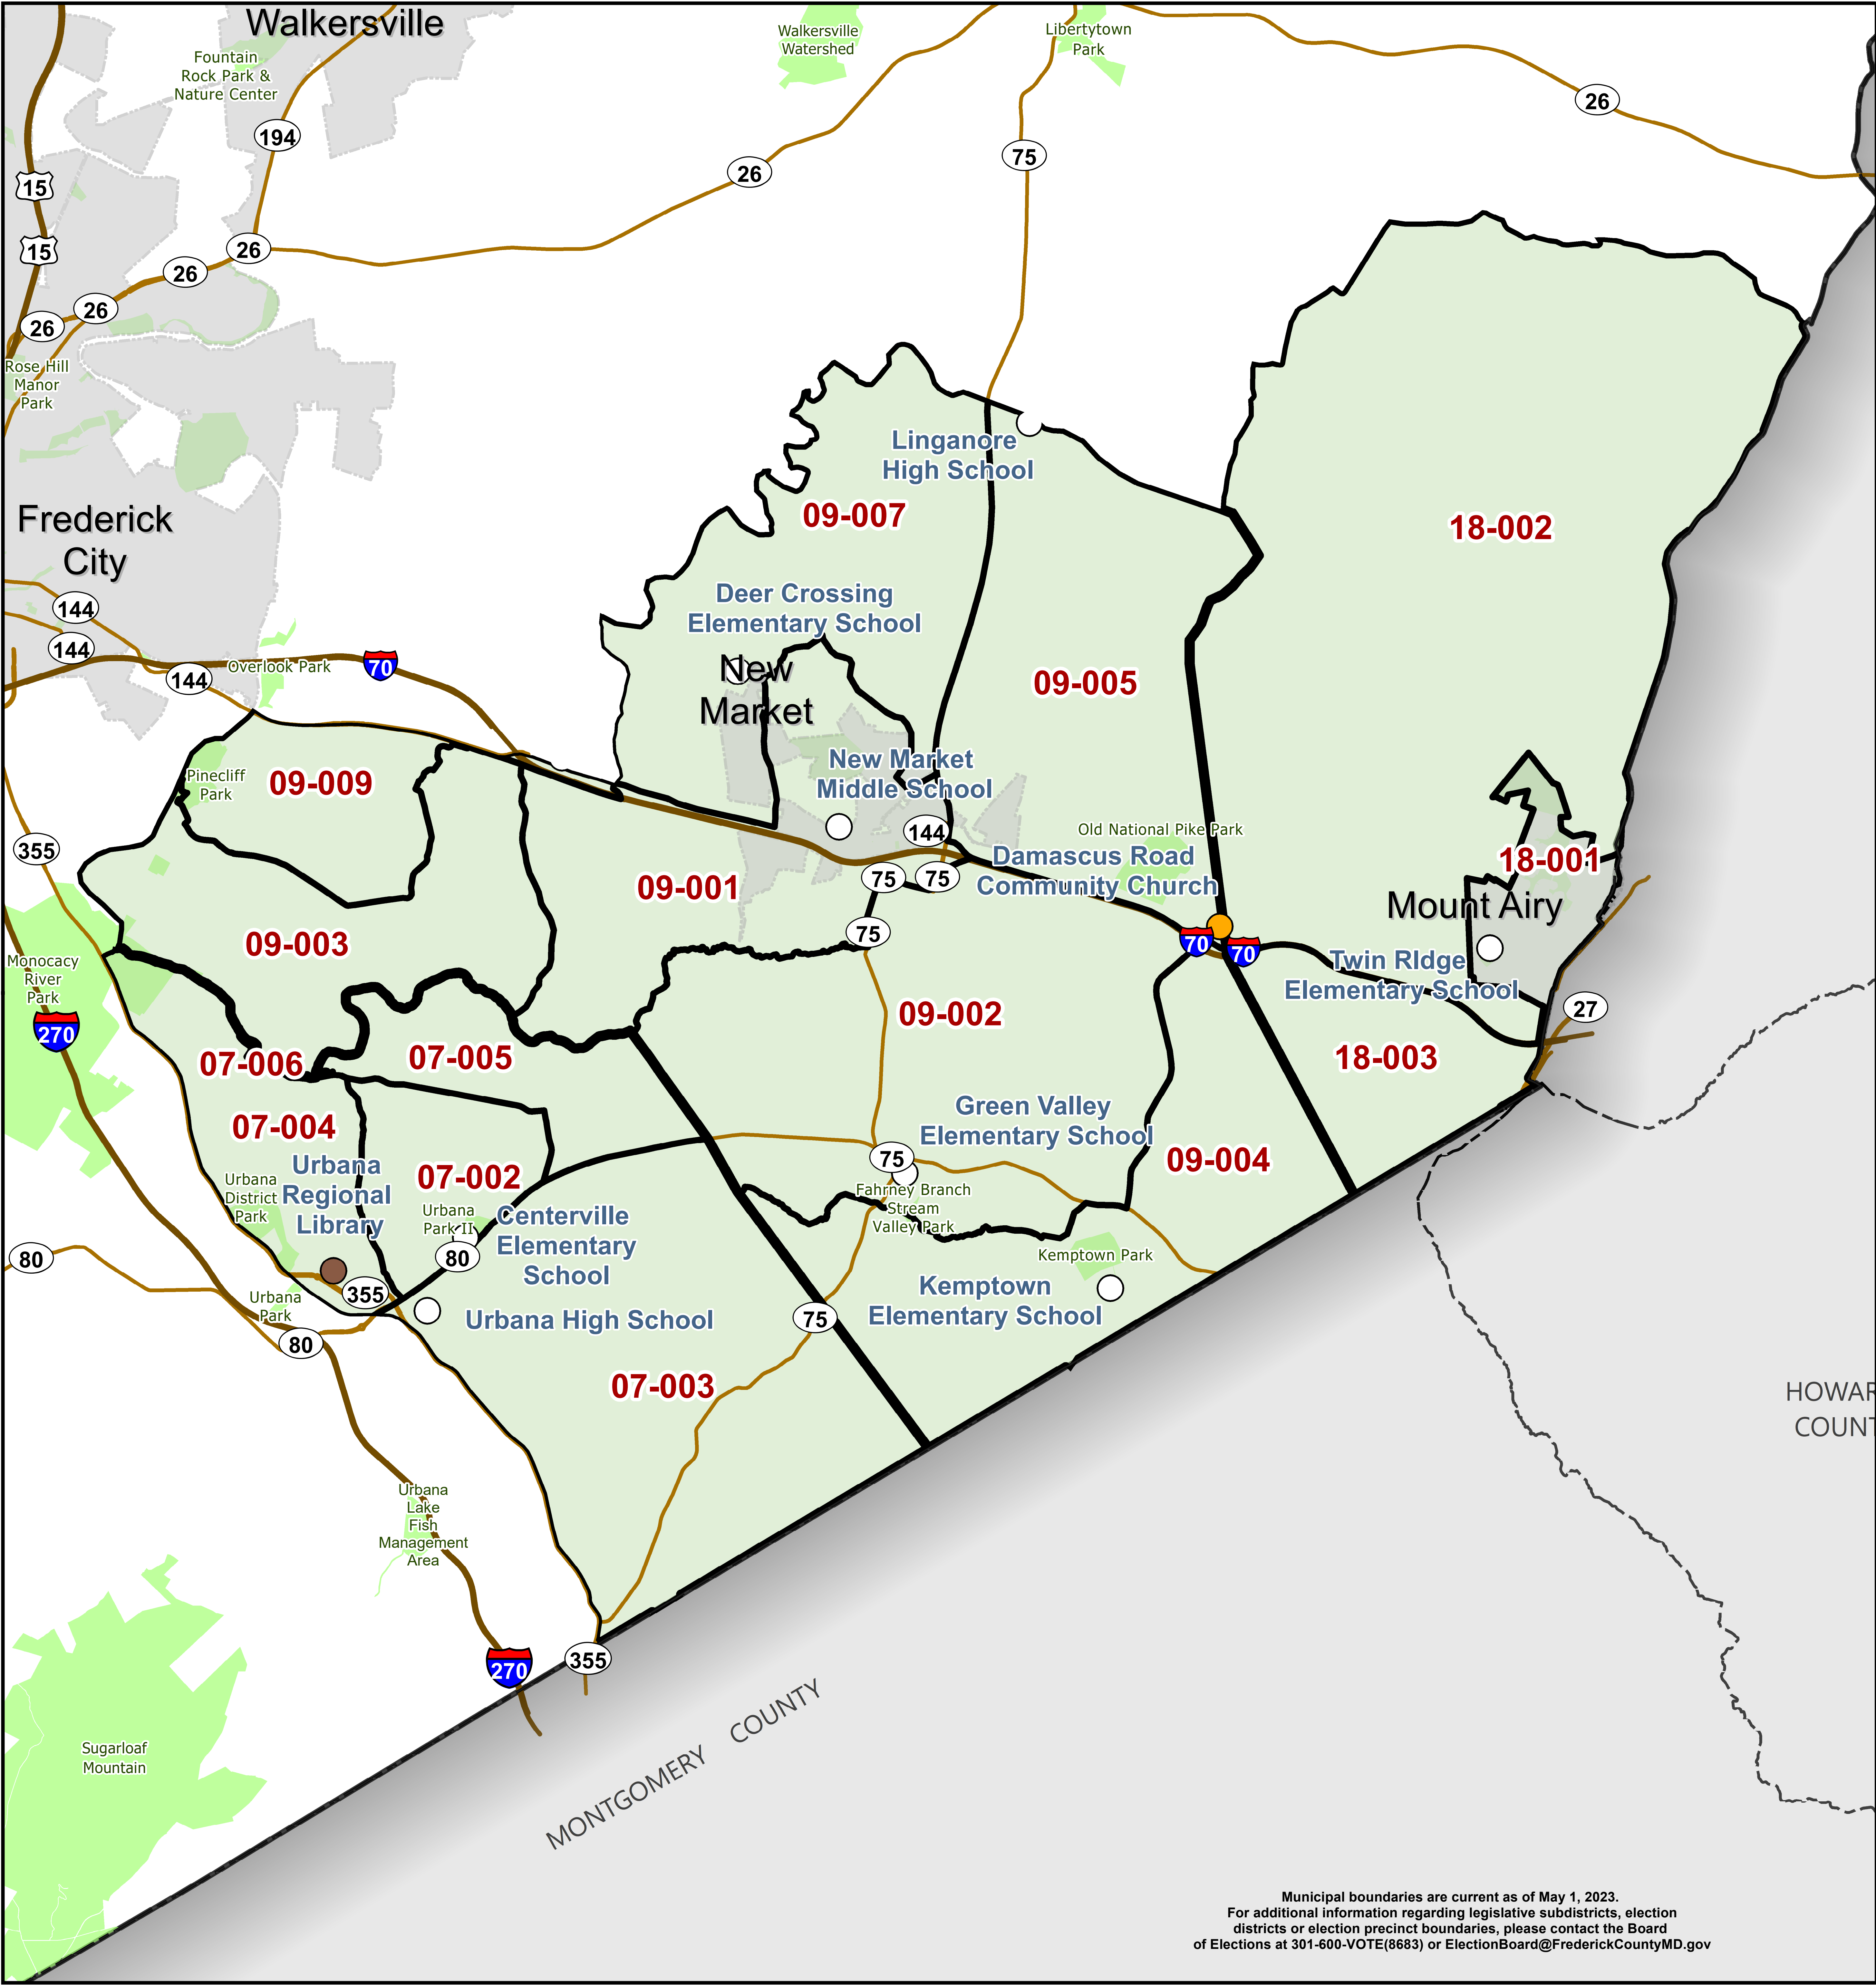 Walkersville
Fountain
Rock Park &
Nature Center
Walkersville
Watershed
Libertytown
Park
26
194
75
26
15
15
26
26
26
26
Rose Hill
Manor
Park
Linganore
High School
09-007
18-002
Frederick
City
Deer Crossing
Elementary School
144
144
144
Overlook Park
70
New
Market
09-005
Pinecliff
Park
09-009
New Market
Middle School
144
Old National Pike Park
355
Damascus Road
Community Church
18-001
75
75
09-001
Mount Airy
75
09-003
70
70
Twin RIdge
Elementary School
Monocacy
River
Park
270
09-002
27
07-006
07-005
18-003
07-004
Green Valley
Elementary School
Urbana
Regional
Library
Urbana
District
Park
07-002
75
09-004
Fahrney Branch
Stream
Valley Park
Urbana
Park II
Centerville
Elementary
School
80
80
Kemptown Park
Urbana
Park
355
Kemptown
Elementary School
Urbana High School
75
80
07-003
HOWAR
COUNT
Urbana
Lake
Fish
Management
Area
270
355
MONTGOMERY COUNTY
Sugarloaf
Mountain
Municipal boundaries are current as of May 1, 2023.
For additional information regarding legislative subdistricts, election
districts or election precinct boundaries, please contact the Board
of Elections at 301-600-VOTE(8683) or ElectionBoard@FrederickCountyMD.gov